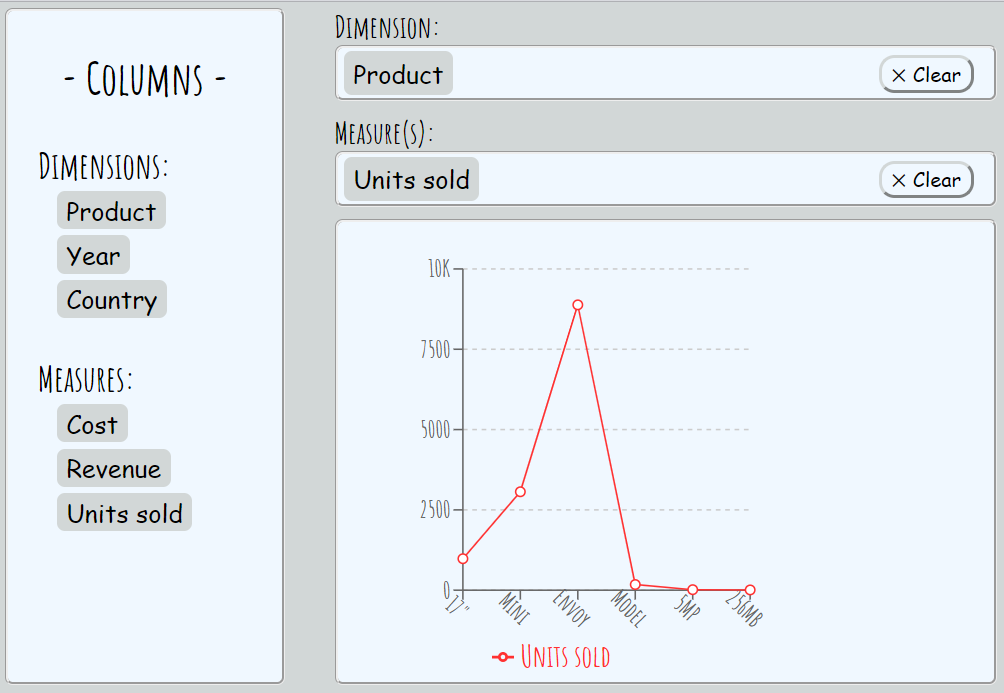 - Columns -
Dimensions:
Product
Year
Country
Measures:
Cost
Revenue
Units sold
Dimension:
Product
× Clear
Measure(s):
Units sold
× Clear
10K
7500
5000
2500
0
17"
Mini
Envoy
Model
5MP
256MB
Units sold